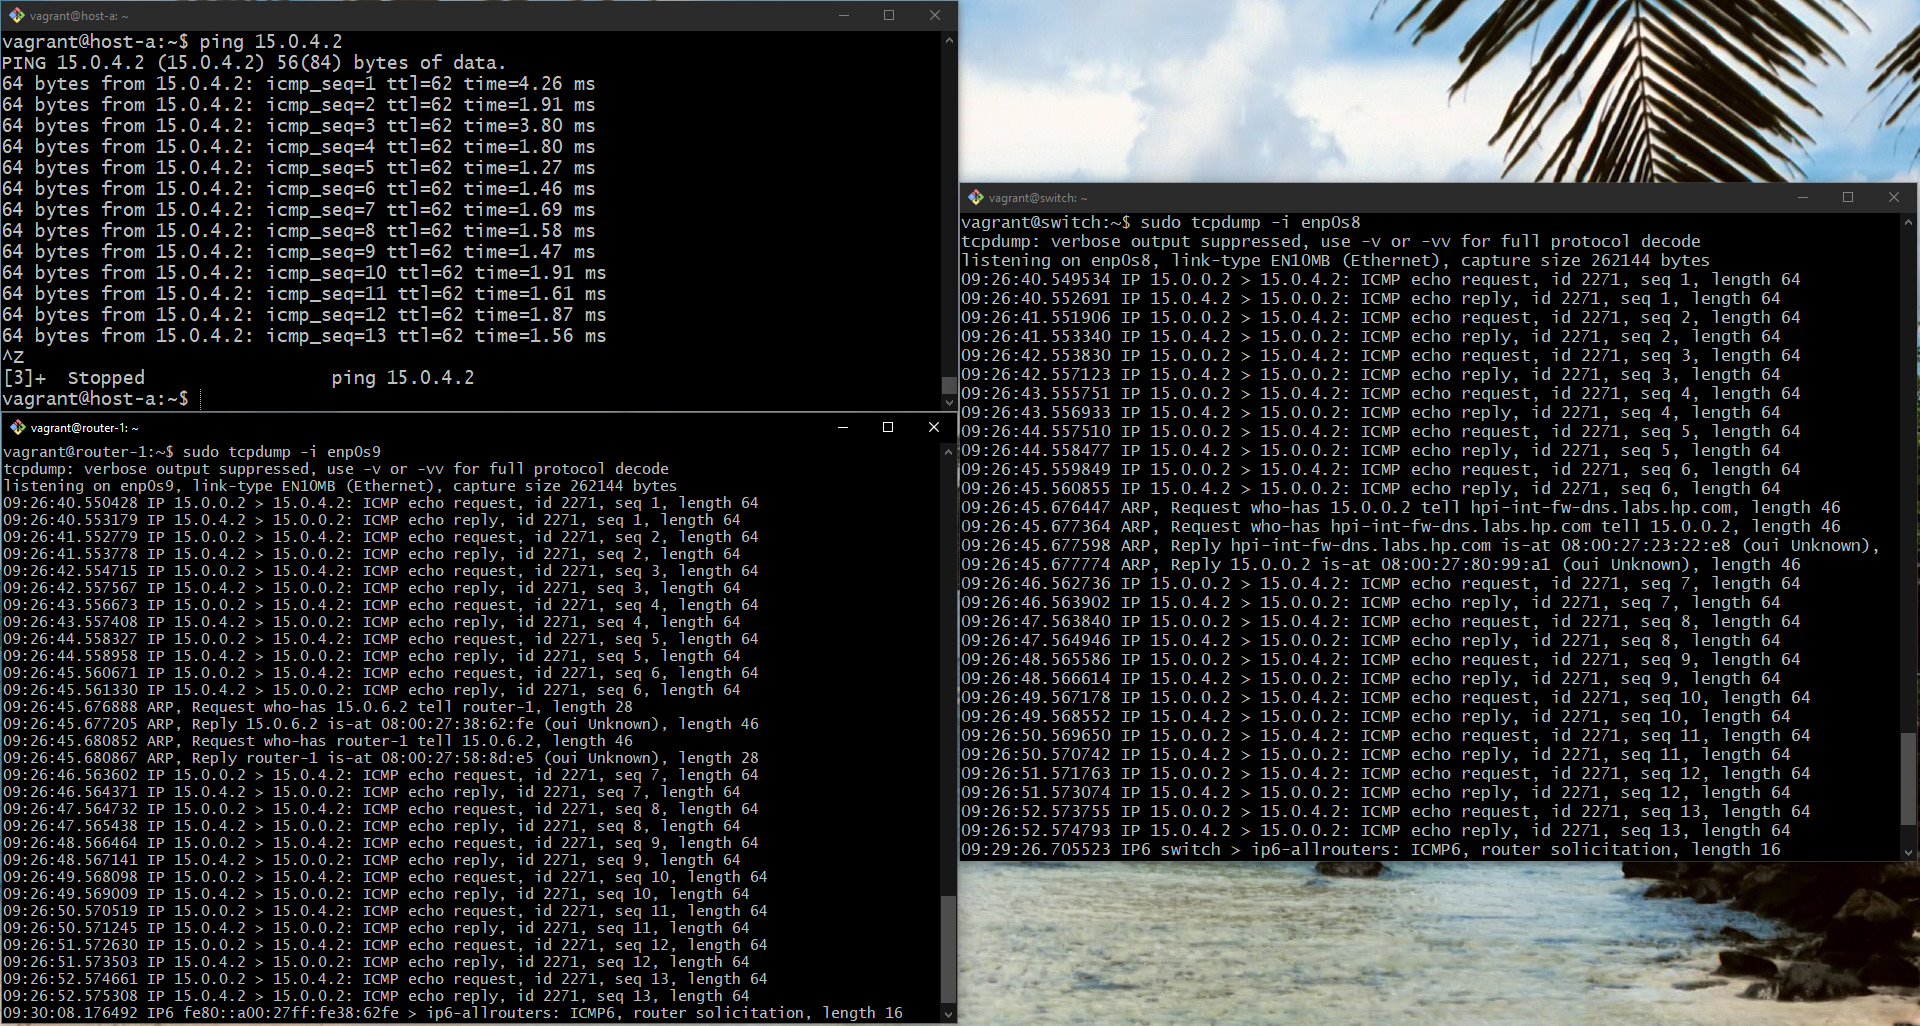 vagrant@host-a: ~
vagrant@host-a:~$ ping 15.0.4.2
PING 15.0.4.2 (15.0.4.2) 56(84) bytes of data.
64 bytes from 15.0.4.2: icmp_seq=1 ttl=62 time=4.26 ms
64 bytes from 15.0.4.2: icmp_seq=2 ttl=62 time=1.91 ms
64 bytes from 15.0.4.2: icmp_seq=3 ttl=62 time=3.80 ms
64 bytes from 15.0.4.2: icmp_seq=4 ttl=62 time=1.80 ms
64 bytes from 15.0.4.2: icmp_seq=5 ttl=62 time=1.27 ms
64 bytes from 15.0.4.2: icmp_seq=6 ttl=62 time=1.46 ms
64 bytes from 15.0.4.2: icmp_seq=7 ttl=62 time=1.69 ms
64 bytes from 15.0.4.2: icmp_seq=8 ttl=62 time=1.58 ms
64 bytes from 15.0.4.2: icmp_seq=9 ttl=62 time=1.47 ms
64 bytes from 15.0.4.2: icmp_seq=10 ttl=62 time=1.91 ms
64 bytes from 15.0.4.2: icmp_seq=11 ttl=62 time=1.61 ms
64 bytes from 15.0.4.2: icmp_seq=12 ttl=62 time=1.87 ms
64 bytes from 15.0.4.2: icmp_seq=13 ttl=62 time=1.56 ms
^Z
[3]+  Stopped                 ping 15.0.4.2
vagrant@host-a:~$
vagrant@router-1: ~
vagrant@router-1:~$ sudo tcpdump -i enp0s9
tcpdump: verbose output suppressed, use -v or -vv for full protocol decode
listening on enp0s9, link-type EN10MB (Ethernet), capture size 262144 bytes
09:26:40.550428 IP 15.0.0.2 > 15.0.4.2: ICMP echo request, id 2271, seq 1, length 64
09:26:40.553179 IP 15.0.4.2 > 15.0.0.2: ICMP echo reply, id 2271, seq 1, length 64
09:26:41.552779 IP 15.0.0.2 > 15.0.4.2: ICMP echo request, id 2271, seq 2, length 64
09:26:41.553778 IP 15.0.4.2 > 15.0.0.2: ICMP echo reply, id 2271, seq 2, length 64
09:26:42.554715 IP 15.0.0.2 > 15.0.4.2: ICMP echo request, id 2271, seq 3, length 64
09:26:42.557567 IP 15.0.4.2 > 15.0.0.2: ICMP echo reply, id 2271, seq 3, length 64
09:26:43.556673 IP 15.0.0.2 > 15.0.4.2: ICMP echo request, id 2271, seq 4, length 64
09:26:43.557408 IP 15.0.4.2 > 15.0.0.2: ICMP echo reply, id 2271, seq 4, length 64
09:26:44.558327 IP 15.0.0.2 > 15.0.4.2: ICMP echo request, id 2271, seq 5, length 64
09:26:44.558958 IP 15.0.4.2 > 15.0.0.2: ICMP echo reply, id 2271, seq 5, length 64
09:26:45.560671 IP 15.0.0.2 > 15.0.4.2: ICMP echo request, id 2271, seq 6, length 64
09:26:45.561330 IP 15.0.4.2 > 15.0.0.2: ICMP echo reply, id 2271, seq 6, length 64
09:26:45.676888 ARP, Request who-has 15.0.6.2 tell router-1, length 28
09:26:45.677205 ARP, Reply 15.0.6.2 is-at 08:00:27:38:62:fe (oui Unknown), length 46
09:26:45.680852 ARP, Request who-has router-1 tell 15.0.6.2, length 46
09:26:45.680867 ARP, Reply router-1 is-at 08:00:27:58:8d:e5 (oui Unknown), length 28
09:26:46.563602 IP 15.0.0.2 > 15.0.4.2: ICMP echo request, id 2271, seq 7, length 64
09:26:46.564371 IP 15.0.4.2 > 15.0.0.2: ICMP echo reply, id 2271, seq 7, length 64
09:26:47.564732 IP 15.0.0.2 > 15.0.4.2: ICMP echo request, id 2271, seq 8, length 64
09:26:47.565438 IP 15.0.4.2 > 15.0.0.2: ICMP echo reply, id 2271, seq 8, length 64
09:26:48.566464 IP 15.0.0.2 > 15.0.4.2: ICMP echo request, id 2271, seq 9, length 64
09:26:48.567141 IP 15.0.4.2 > 15.0.0.2: ICMP echo reply, id 2271, seq 9, length 64
09:26:49.568098 IP 15.0.0.2 > 15.0.4.2: ICMP echo request, id 2271, seq 10, length 64
09:26:49.569009 IP 15.0.4.2 > 15.0.0.2: ICMP echo reply, id 2271, seq 10, length 64
09:26:50.570519 IP 15.0.0.2 > 15.0.4.2: ICMP echo request, id 2271, seq 11, length 64
09:26:50.571245 IP 15.0.4.2 > 15.0.0.2: ICMP echo reply, id 2271, seq 11, length 64
09:26:51.572630 IP 15.0.0.2 > 15.0.4.2: ICMP echo request, id 2271, seq 12, length 64
09:26:51.573503 IP 15.0.4.2 > 15.0.0.2: ICMP echo reply, id 2271, seq 12, length 64
09:26:52.574661 IP 15.0.0.2 > 15.0.4.2: ICMP echo request, id 2271, seq 13, length 64
09:26:52.575308 IP 15.0.4.2 > 15.0.0.2: ICMP echo reply, id 2271, seq 13, length 64
09:30:08.176492 IP6 fe80::a00:27ff:fe38:62fe > ip6-allrouters: ICMP6, router solicitation, length 16
vagrant@switch: ~
vagrant@switch:~$ sudo tcpdump -i enp0s8
tcpdump: verbose output suppressed, use -v or -vv for full protocol decode
listening on enp0s8, link-type EN10MB (Ethernet), capture size 262144 bytes
09:26:40.549534 IP 15.0.0.2 > 15.0.4.2: ICMP echo request, id 2271, seq 1, length 64
09:26:40.552691 IP 15.0.4.2 > 15.0.0.2: ICMP echo reply, id 2271, seq 1, length 64
09:26:41.551906 IP 15.0.0.2 > 15.0.4.2: ICMP echo request, id 2271, seq 2, length 64
09:26:41.553340 IP 15.0.4.2 > 15.0.0.2: ICMP echo reply, id 2271, seq 2, length 64
09:26:42.553830 IP 15.0.0.2 > 15.0.4.2: ICMP echo request, id 2271, seq 3, length 64
09:26:42.557123 IP 15.0.4.2 > 15.0.0.2: ICMP echo reply, id 2271, seq 3, length 64
09:26:43.555751 IP 15.0.0.2 > 15.0.4.2: ICMP echo request, id 2271, seq 4, length 64
09:26:43.556933 IP 15.0.4.2 > 15.0.0.2: ICMP echo reply, id 2271, seq 4, length 64
09:26:44.557510 IP 15.0.0.2 > 15.0.4.2: ICMP echo request, id 2271, seq 5, length 64
09:26:44.558477 IP 15.0.4.2 > 15.0.0.2: ICMP echo reply, id 2271, seq 5, length 64
09:26:45.559849 IP 15.0.0.2 > 15.0.4.2: ICMP echo request, id 2271, seq 6, length 64
09:26:45.560855 IP 15.0.4.2 > 15.0.0.2: ICMP echo reply, id 2271, seq 6, length 64
09:26:45.676447 ARP, Request who-has 15.0.0.2 tell hpi-int-fw-dns.labs.hp.com, length 46
09:26:45.677364 ARP, Request who-has hpi-int-fw-dns.labs.hp.com tell 15.0.0.2, length 46
09:26:45.677598 ARP, Reply hpi-int-fw-dns.labs.hp.com is-at 08:00:27:23:22:e8 (oui Unknown),
09:26:45.677774 ARP, Reply 15.0.0.2 is-at 08:00:27:80:99:a1 (oui Unknown), length 46
09:26:46.562736 IP 15.0.0.2 > 15.0.4.2: ICMP echo request, id 2271, seq 7, length 64
09:26:46.563902 IP 15.0.4.2 > 15.0.0.2: ICMP echo reply, id 2271, seq 7, length 64
09:26:47.563840 IP 15.0.0.2 > 15.0.4.2: ICMP echo request, id 2271, seq 8, length 64
09:26:47.564946 IP 15.0.4.2 > 15.0.0.2: ICMP echo reply, id 2271, seq 8, length 64
09:26:48.565586 IP 15.0.0.2 > 15.0.4.2: ICMP echo request, id 2271, seq 9, length 64
09:26:48.566614 IP 15.0.4.2 > 15.0.0.2: ICMP echo reply, id 2271, seq 9, length 64
09:26:49.567178 IP 15.0.0.2 > 15.0.4.2: ICMP echo request, id 2271, seq 10, length 64
09:26:49.568552 IP 15.0.4.2 > 15.0.0.2: ICMP echo reply, id 2271, seq 10, length 64
09:26:50.569650 IP 15.0.0.2 > 15.0.4.2: ICMP echo request, id 2271, seq 11, length 64
09:26:50.570742 IP 15.0.4.2 > 15.0.0.2: ICMP echo reply, id 2271, seq 11, length 64
09:26:51.571763 IP 15.0.0.2 > 15.0.4.2: ICMP echo request, id 2271, seq 12, length 64
09:26:51.573074 IP 15.0.4.2 > 15.0.0.2: ICMP echo reply, id 2271, seq 12, length 64
09:26:52.573755 IP 15.0.0.2 > 15.0.4.2: ICMP echo request, id 2271, seq 13, length 64
09:26:52.574793 IP 15.0.4.2 > 15.0.0.2: ICMP echo reply, id 2271, seq 13, length 64
09:29:26.705523 IP6 switch > ip6-allrouters: ICMP6, router solicitation, length 16